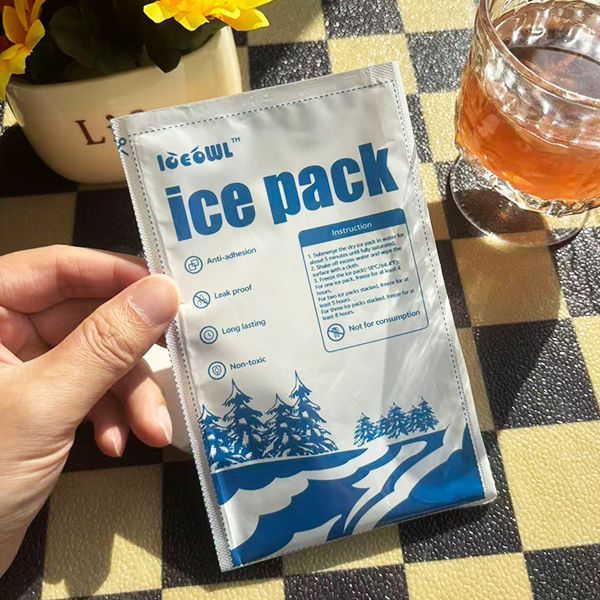 Li
ICEOWL™
ice pack
Anti-adhesion
Leak proof
Long lasting
Non-toxic
Instruction
1. Submerge the dry ice pack in water for
about 5 minutes until fully saturated.
2. Shake off excess water and wipe the
surface with a cloth.
3. Freeze the ice pack(-18°C/-0.4°F):
For one ice pack, freeze for at least 4
hours.
For two ice packs stacked, freeze for at
least 5 hours.
For three ice packs stacked, freeze for at
least 8 hours.
Not for consumption